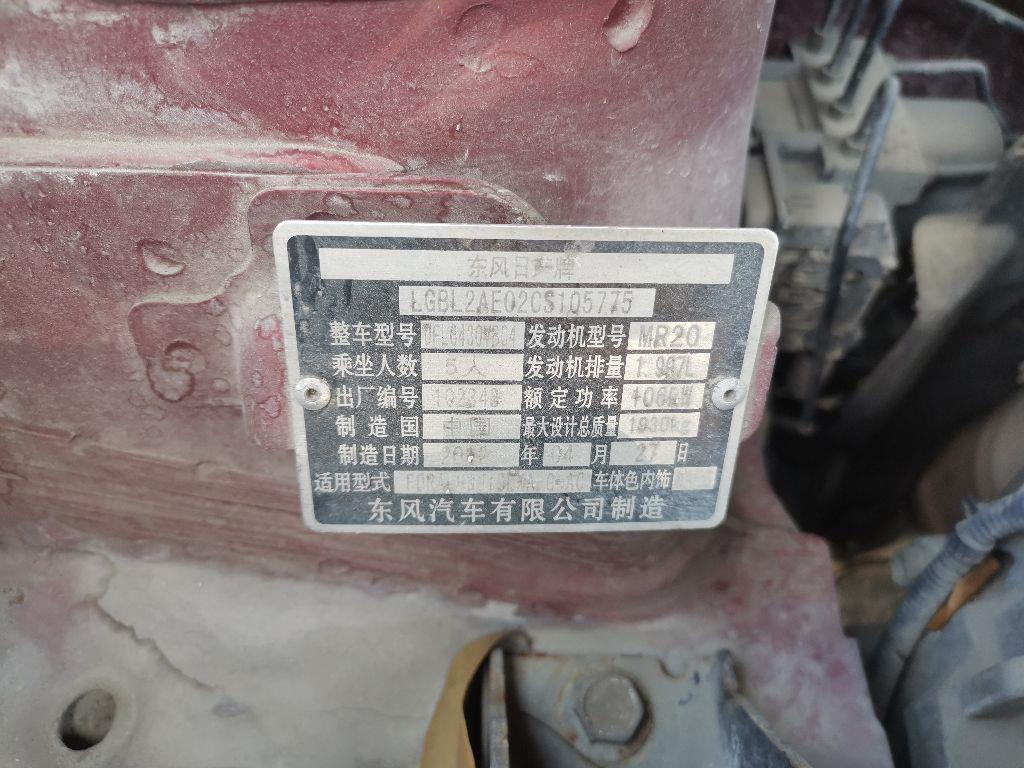 东风日产牌
LGBL2AE02CS105775
整车型号 发动机型号 MR20
乘坐人数 5人 发动机排量 1.997L
出厂编号 额定功率 106kW
制造国 中国 最大设计总质量 1930kg
制造日期 年 04 月 27 日
适用型式 车体色内饰
东风汽车有限公司制造